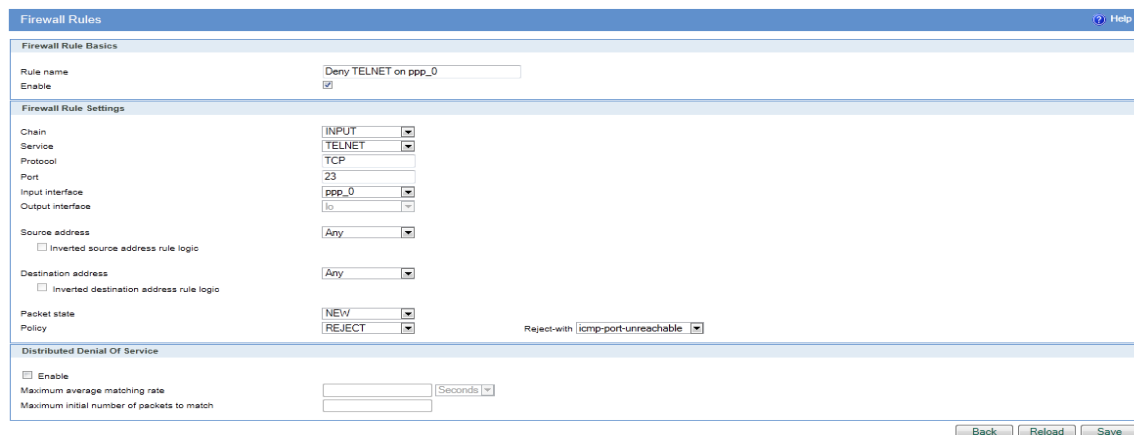 Firewall Rules Help
Firewall Rule Basics
Rule name Deny TELNET on ppp_0
Enable
Firewall Rule Settings
Chain INPUT
Service TELNET
Protocol TCP
Port 23
Input interface ppp_0
Output interface lo
Source address Any
Inverted source address rule logic
Destination address Any
Inverted destination address rule logic
Packet state NEW
Policy REJECT Reject-with icmp-port-unreachable
Distributed Denial Of Service
Enable
Maximum average matching rate Seconds
Maximum initial number of packets to match
Back Reload Save